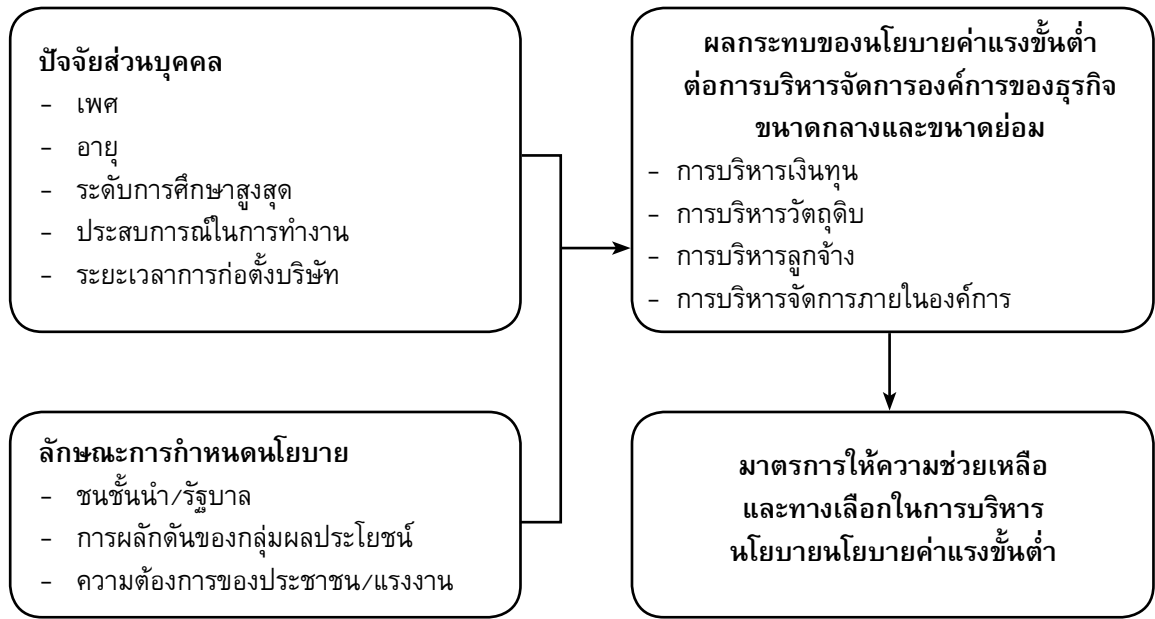 ปัจจัยส่วนบุคคล
- เพศ
- อายุ
- ระดับการศึกษาสูงสุด
- ประสบการณ์ในการทำงาน
- ระยะเวลาการก่อตั้งบริษัท
ลักษณะการกำหนดนโยบาย
- ชนชั้นนำ/รัฐบาล
- การผลักดันของกลุ่มผลประโยชน์
- ความต้องการของประชาชน/แรงงาน
ผลกระทบของนโยบายค่าแรงขั้นต่ำ
ต่อการบริหารจัดการองค์การของธุรกิจ
ขนาดกลางและขนาดย่อม
- การบริหารเงินทุน
- การบริหารวัตถุดิบ
- การบริหารลูกจ้าง
- การบริหารจัดการภายในองค์การ
มาตรการให้ความช่วยเหลือ
และทางเลือกในการบริหาร
นโยบายนโยบายค่าแรงขั้นต่ำ